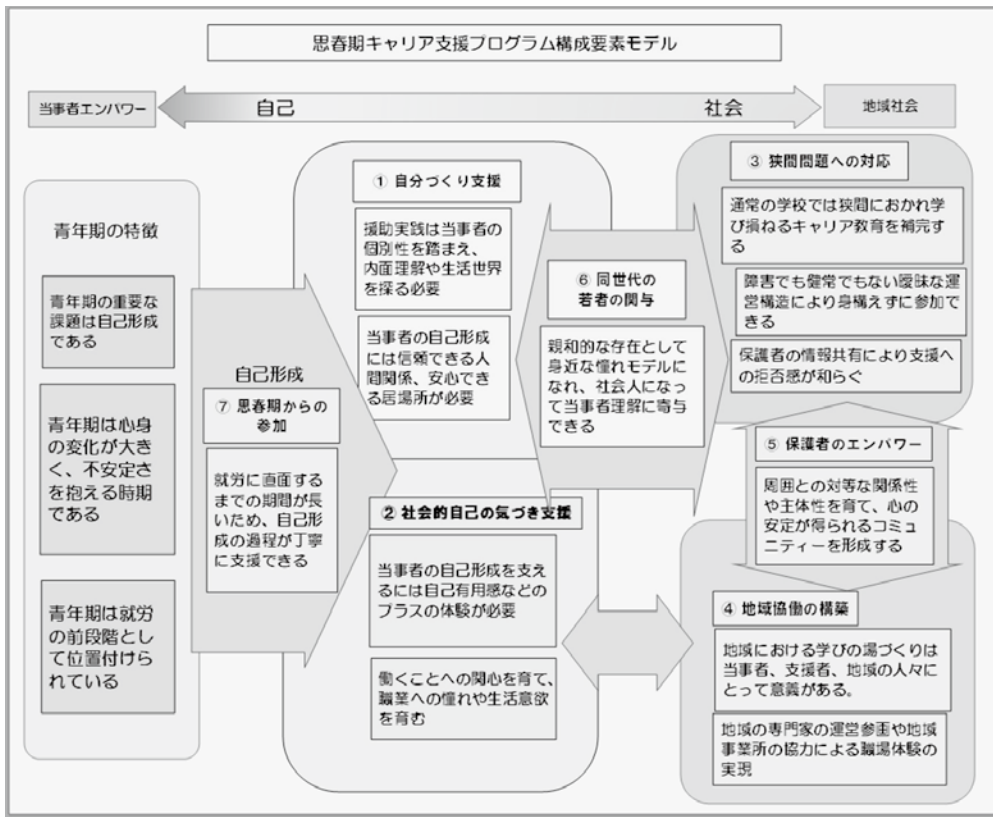 思春期キャリア支援プログラム構成要素モデル
当事者エンパワー
自己
社会
地域社会
青年期の特徴
青年期の重要な
課題は自己形成
である
青年期は心身
の変化が大き
く、不安定さ
を抱える時期
である
青年期は就労
の前段階とし
て位置付けら
れている
自己形成
⑦ 思春期からの
参加
就労に直面する
までの期間が長
いため、自己形
成の過程が丁寧
に支援できる
① 自分づくり支援
援助実践は当事者の
個別性を踏まえ、
内面理解や生活世界
を探る必要
当事者の自己形成
には信頼できる人
間関係、安心でき
る居場所が必要
② 社会的自己の気づき支援
当事者の自己形成を支え
るには自己有用感などの
プラスの体験が必要
働くことへの関心を育て、
職業への憧れや生活意欲
を育む
⑥ 同世代の
若者の関与
親和的な存在として
身近な憧れモデルに
なれ、社会人になっ
て当事者理解に寄与
できる
③ 狭間問題への対応
通常の学校では狭間におかれ学
び損ねるキャリア教育を補完す
る
障害でも健常でもない曖昧な運
営構造により身構えずに参加で
きる
保護者の情報共有により支援へ
の拒否感が和らぐ
⑤ 保護者のエンパワー
周囲との対等な関係性
や主体性を育て、心の
安定が得られるコミュ
ニティーを形成する
④ 地域協働の構築
地域における学びの場づくりは
当事者、支援者、地域の人々に
とって意義がある。
地域の専門家の運営参画や地域
事業所の協力による職場体験の
実現